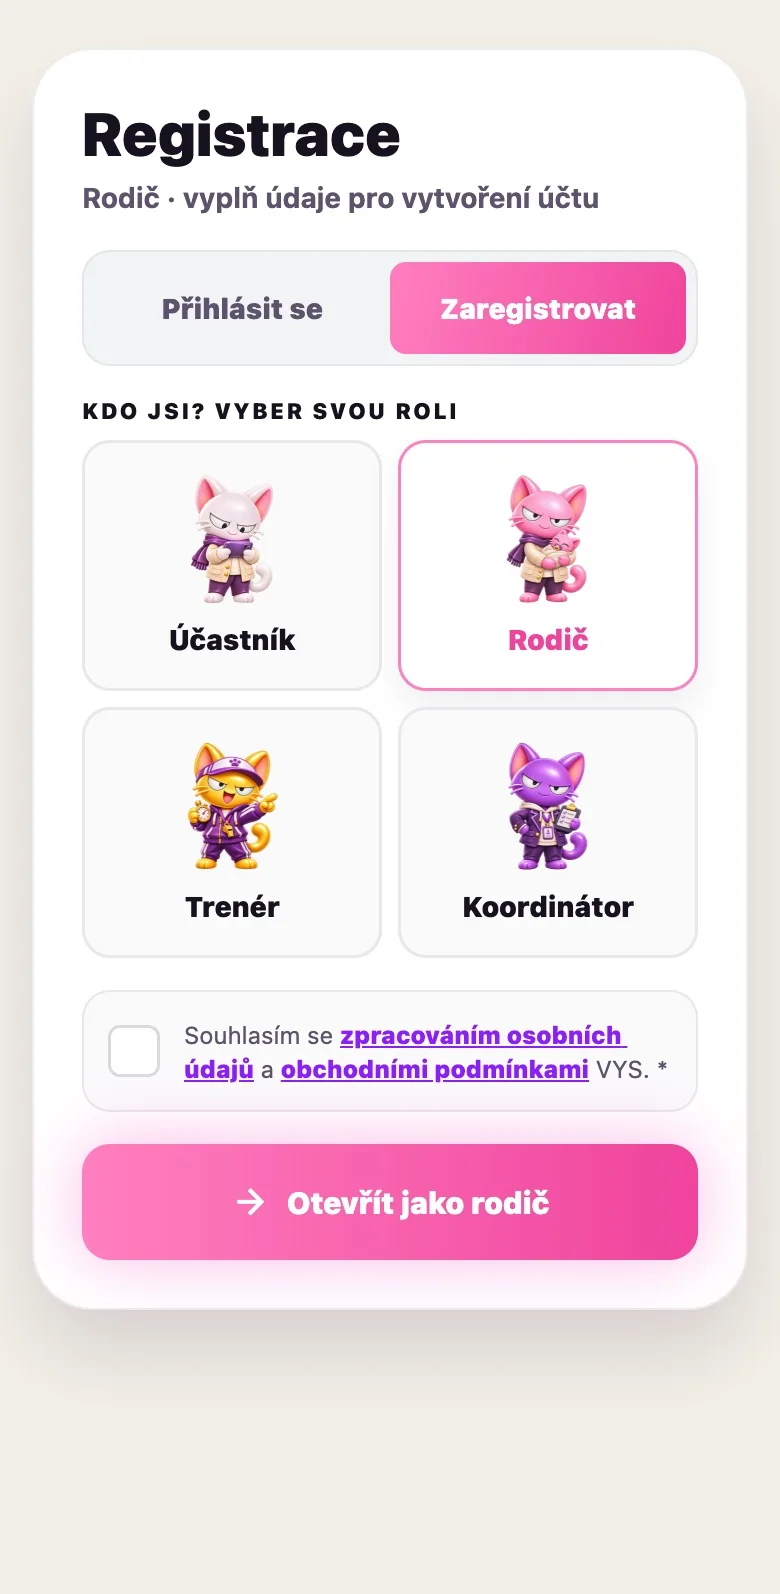 Registrace
Rodič · vyplň údaje pro vytvoření účtu
Přihlásit se
Zaregistrovat
KDO JSI? VYBER SVOU ROLI
Účastník
Rodič
Trenér
Koordinátor
Souhlasím se zpracováním osobních
údajů a obchodními podmínkami VYS. *
→ Otevřít jako rodič